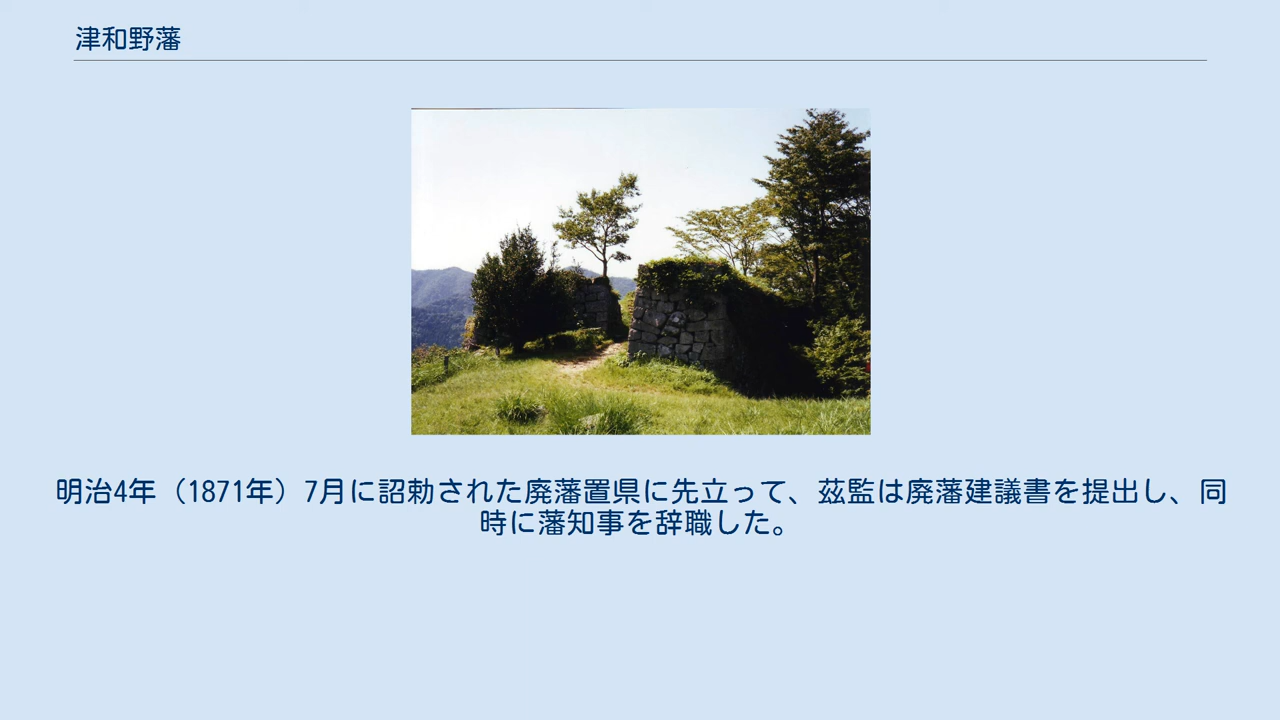 津和野藩
明治4年（1871年）7月に詔勅された廃藩置県に先立って、茲監は廃藩建議書を提出し、同
時に藩知事を辞職した。